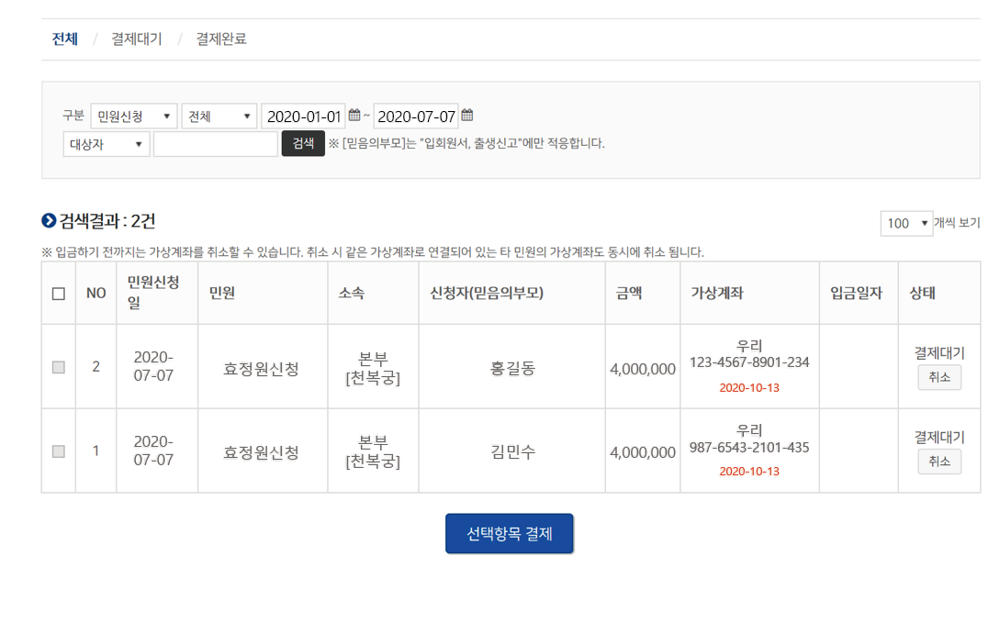 전체 / 결제대기 / 결제완료
구분 민원신청 전체 2020-01-01 ~ 2020-07-07
대상자 검색 ※ [믿음의부모]는 "입회원서, 출생신고"에만 적응합니다.
검색결과 : 2건
100 개씩 보기
※ 입금하기 전까지는 가상계좌를 취소할 수 있습니다. 취소 시 같은 가상계좌로 연결되어 있는 타 민원의 가상계좌도 동시에 취소 됩니다.
NO 민원신청일 민원 소속 신청자(믿음의부모) 금액 가상계좌 입금일자 상태
2
2020-
07-07
효정원신청
본부
[천복궁]
홍길동
4,000,000
우리
123-4567-8901-234
2020-10-13
결제대기
취소
1
2020-
07-07
효정원신청
본부
[천복궁]
김민수
4,000,000
우리
987-6543-2101-435
2020-10-13
결제대기
취소
선택항목 결제